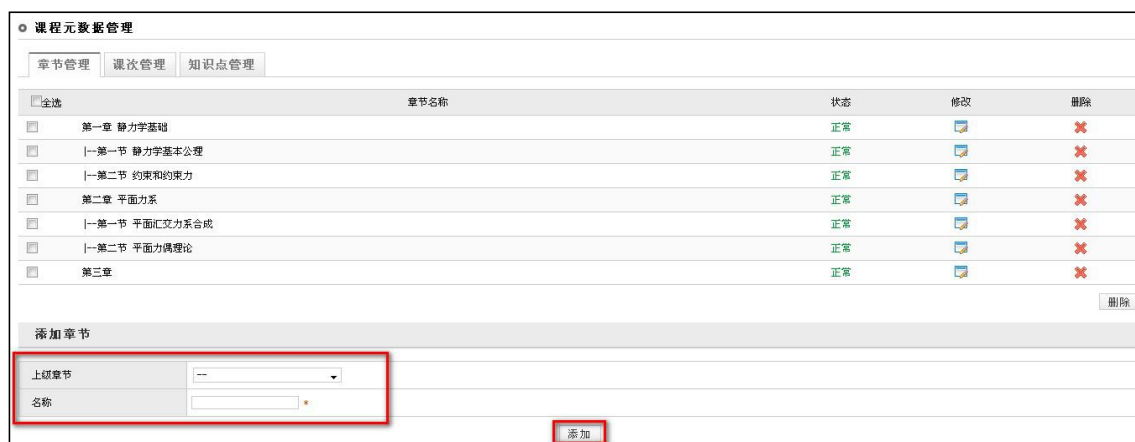 课程元数据管理
章节管理 课次管理 知识点管理
全选 章节名称 状态 修改 删除
第一章 静力学基础 正常
|--第一节 静力学基本公理 正常
|--第二节 约束和约束力 正常
第二章 平面力系 正常
|--第一节 平面汇交力系合成 正常
|--第二节 平面力偶理论 正常
第三章 正常
删除
添加章节
上级章节 --
名称 *
添加